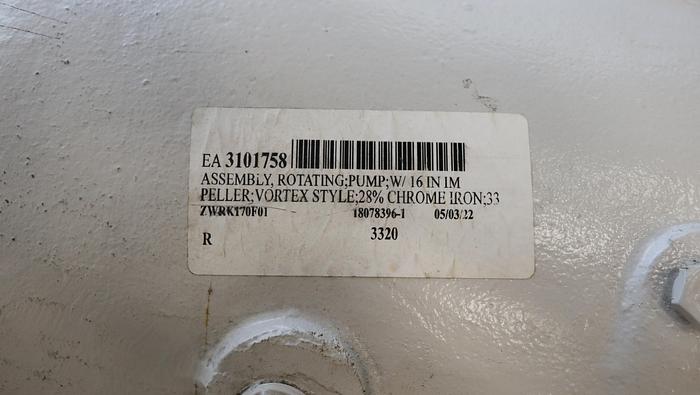 EA 3101758
ASSEMBLY, ROTATING;PUMP;W/ 16 IN IM
PELLER;VORTEX STYLE;28% CHROME IRON;33
ZWRK170F01 18078396-1 05/03/22
R 3320